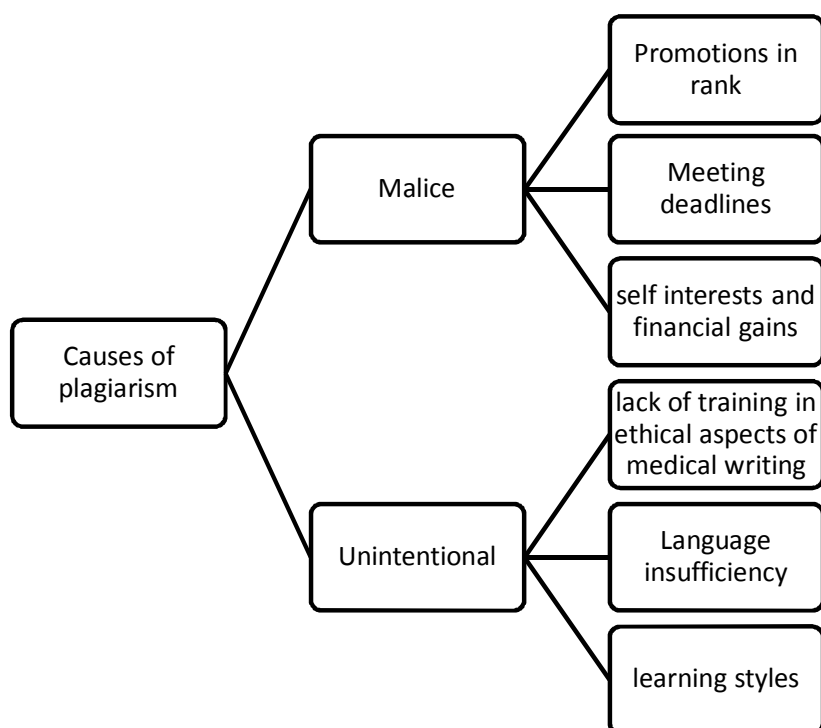 Causes of
plagiarism
Malice
Promotions in
rank
Meeting
deadlines
self interests and
financial gains
Unintentional
lack of training in
ethical aspects of
medical writing
Language
insufficiency
learning styles